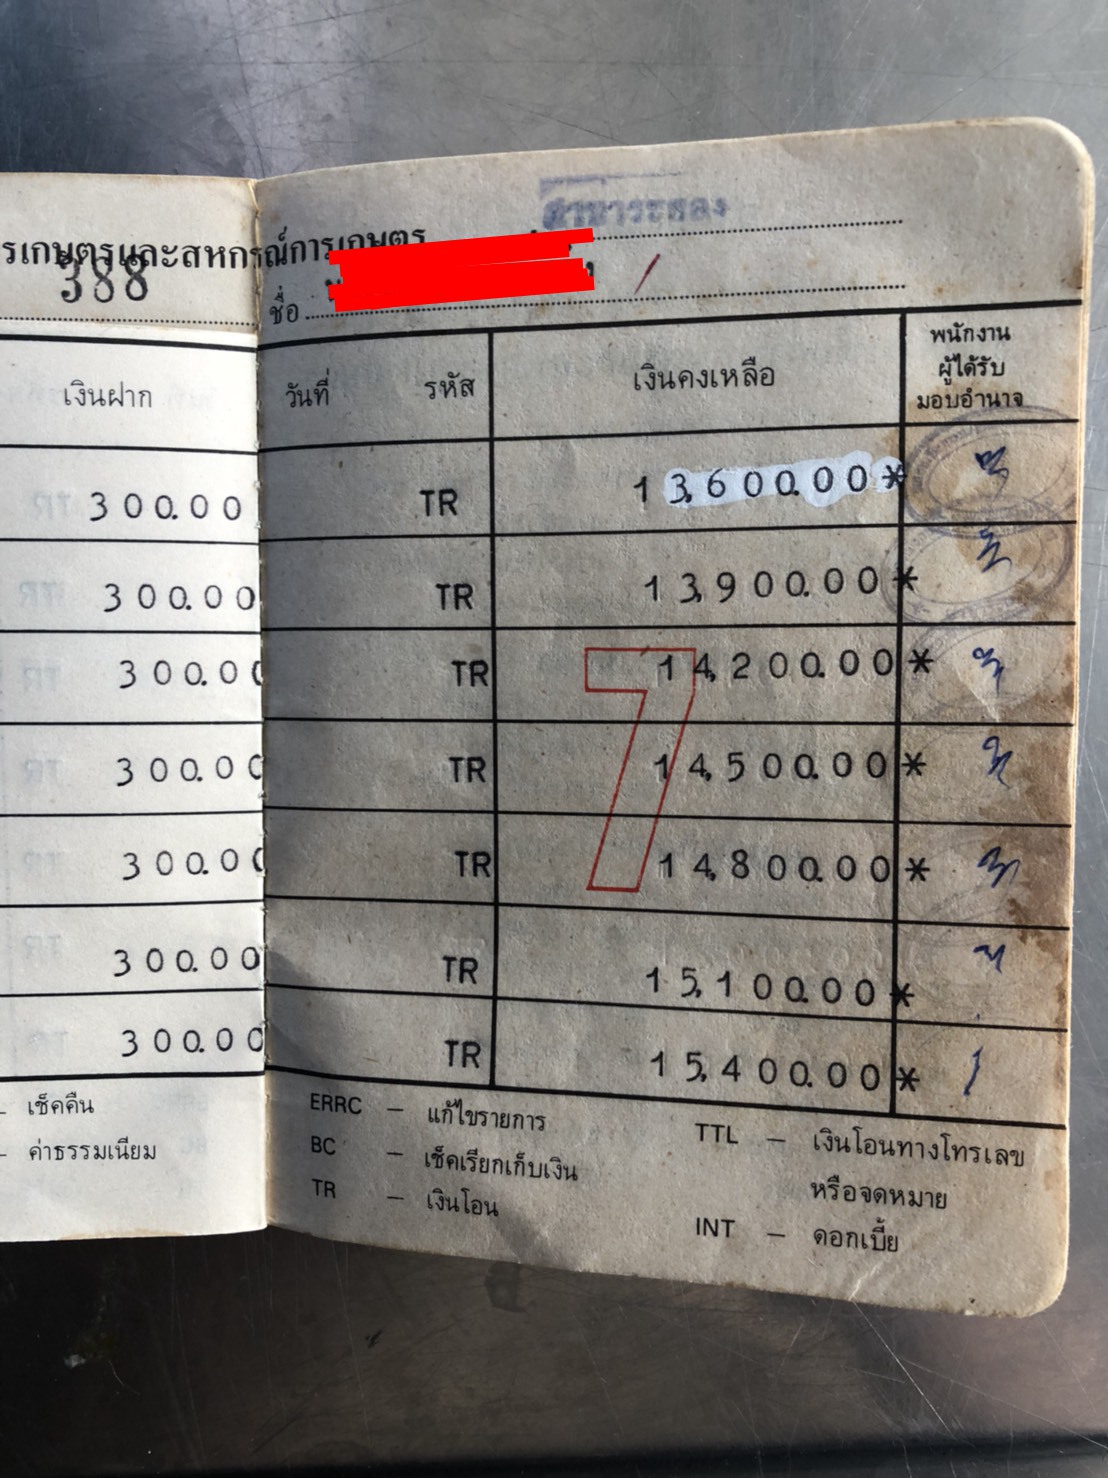 สาขาระนอง
รเกษตรและสหกรณ์การเกษตร
388
ชื่อ
เงินฝาก วันที่ รหัส เงินคงเหลือ พนักงาน
ผู้ได้รับ
มอบอำนาจ
300.00 TR 13,600.00*
300.00 TR 13,900.00*
300.00 TR 14,200.00*
300.00 TR 14,500.00*
300.00 TR 14,800.00*
300.00 TR 15,100.00*
300.00 TR 15,400.00*
7
– เช็คคืน
– ค่าธรรมเนียม
ERRC – แก้ไขรายการ
BC – เช็คเรียกเก็บเงิน
TR – เงินโอน
TTL – เงินโอนทางโทรเลข
หรือจดหมาย
INT – ดอกเบี้ย